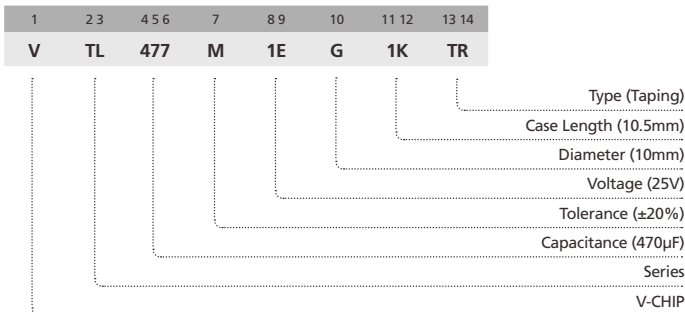 1 2 3 4 5 6 7 8 9 10 11 12 13 14
V TL 477 M 1E G 1K TR
Type (Taping)
Case Length (10.5mm)
Diameter (10mm)
Voltage (25V)
Tolerance (±20%)
Capacitance (470µF)
Series
V-CHIP